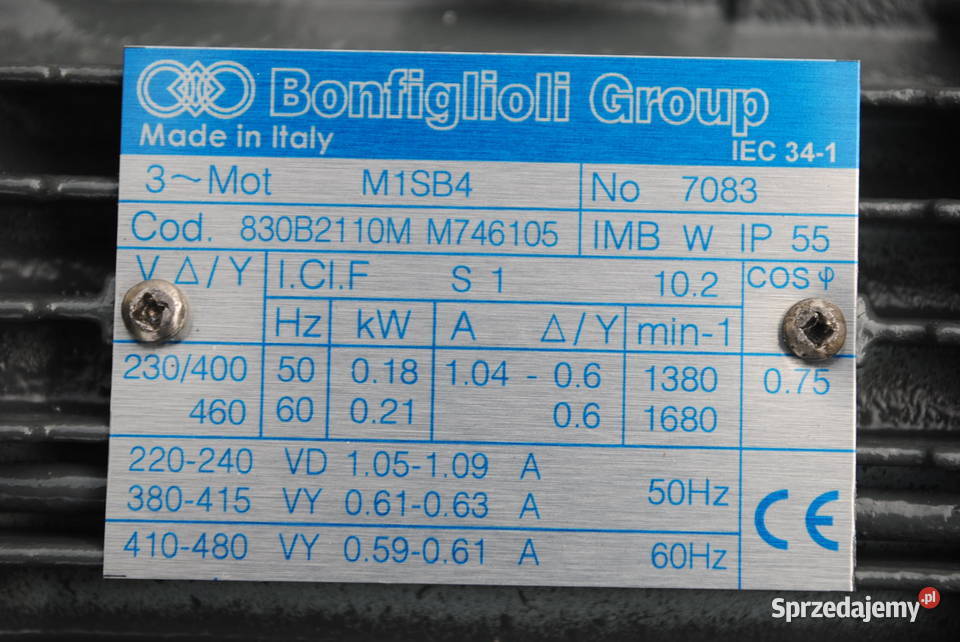 Bonfiglioli Group
Made in Italy
IEC 34-1
3~Mot M1SB4 No 7083
Cod. 830B2110M M746105 IMB W IP 55
V Δ/Y I.Cl.F S 1 10.2 cos φ
Hz kW A Δ/Y min-1
230/400 50 0.18 1.04 - 0.6 1380 0.75
460 60 0.21 0.6 1680
220-240 VD 1.05-1.09 A
380-415 VY 0.61-0.63 A 50Hz
CE
410-480 VY 0.59-0.61 A 60Hz
Sprzedajemy.pl